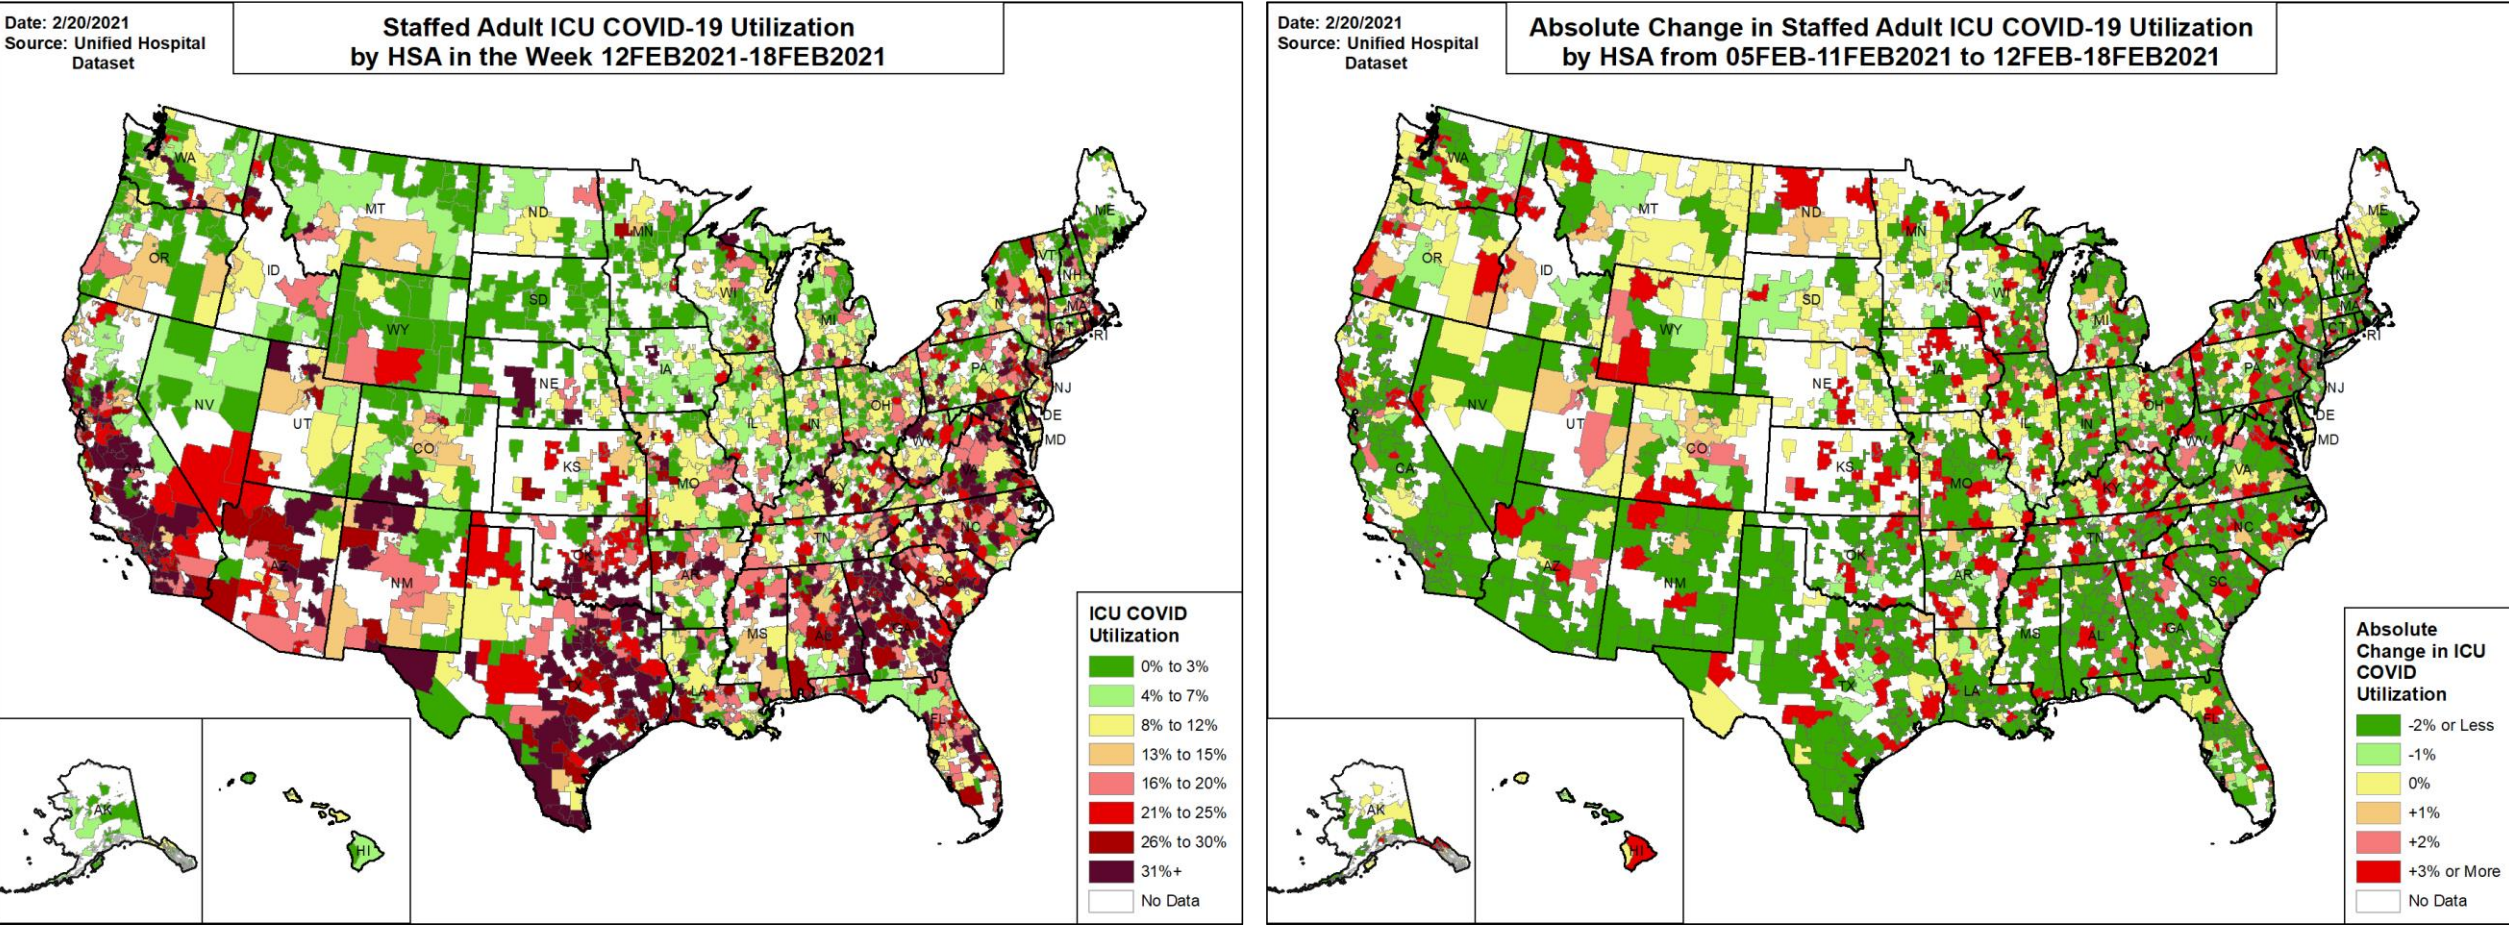 Date: 2/20/2021
Source: Unified Hospital
Dataset
Staffed Adult ICU COVID-19 Utilization
by HSA in the Week 12FEB2021-18FEB2021
WA
MT
ND
MN
ME
OR
ID
SD
WI
MI
VT
NH
NY
MA
CT
RI
WY
NE
IA
PA
NJ
NV
UT
CO
KS
MO
IL
IN
OH
WV
DE
MD
VA
CA
KY
NC
TN
AZ
NM
OK
AR
SC
MS
AL
GA
TX
LA
FL
AK
HI
ICU COVID
Utilization
0% to 3%
4% to 7%
8% to 12%
13% to 15%
16% to 20%
21% to 25%
26% to 30%
31%+
No Data
Date: 2/20/2021
Source: Unified Hospital
Dataset
Absolute Change in Staffed Adult ICU COVID-19 Utilization
by HSA from 05FEB-11FEB2021 to 12FEB-18FEB2021
WA
MT
ND
MN
ME
OR
ID
SD
WI
MI
VT
NH
NY
MA
CT
RI
WY
NE
IA
PA
NJ
NV
UT
CO
KS
MO
IL
IN
OH
WV
DE
MD
VA
CA
KY
NC
TN
AZ
NM
OK
AR
SC
MS
AL
GA
TX
LA
FL
AK
HI
Absolute
Change in ICU
COVID
Utilization
-2% or Less
-1%
0%
+1%
+2%
+3% or More
No Data